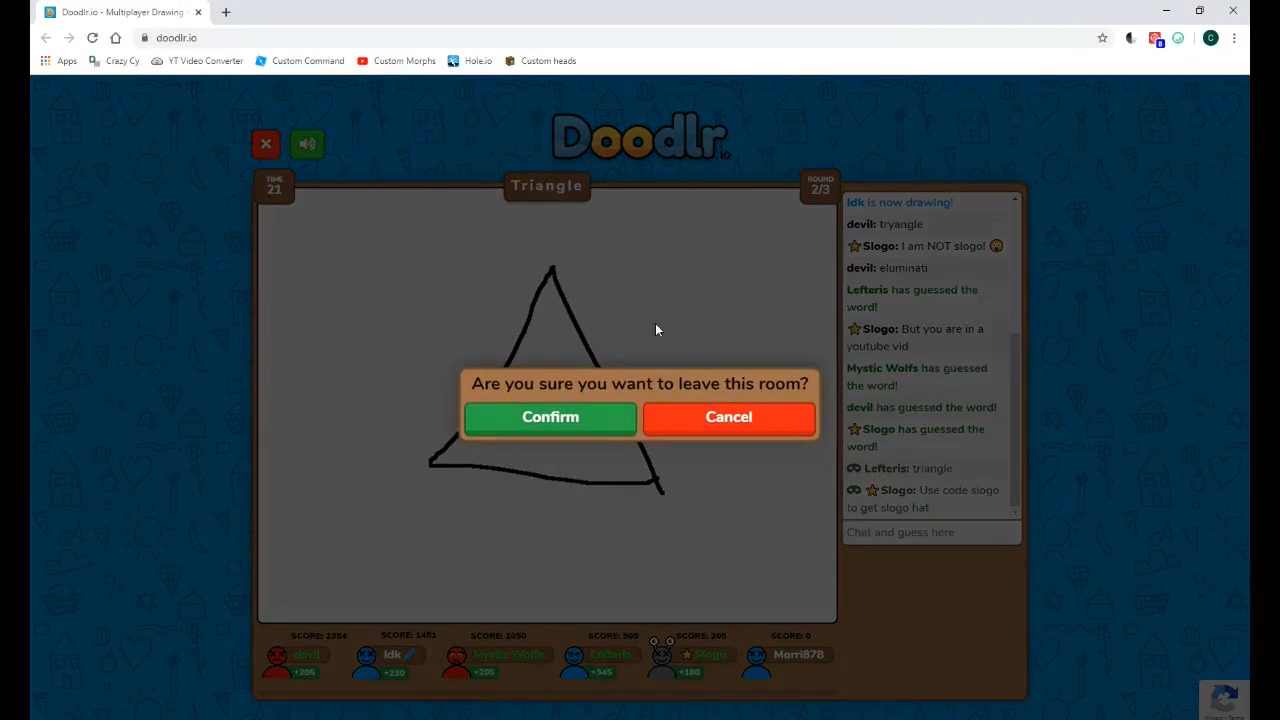 Doodlr.io - Multiplayer Drawing
doodlr.io
8
C
Apps
Crazy Cy
YT Video Converter
Custom Command
Custom Morphs
Hole.io
Custom heads
Doodlr.io
TIME
21
Triangle
ROUND
2/3
Idk is now drawing!
devil: tryangle
Slogo: I am NOT slogo!
devil: eluminati
Lefteris has guessed the
word!
Slogo: But you are in a
youtube vid
Mystic Wolfs has guessed
the word!
devil has guessed the word!
Slogo has guessed the
word!
Lefteris: triangle
Slogo: Use code slogo
to get slogo hat
Chat and guess here
Are you sure you want to leave this room?
Confirm
Cancel
SCORE: 2354
devil
+205
SCORE: 1451
Idk
+230
SCORE: 1050
Mystic Wolfs
+205
SCORE: 505
Lefteris
+345
SCORE: 205
Slogo
+180
SCORE: 0
Morri878
Privacy - Terms